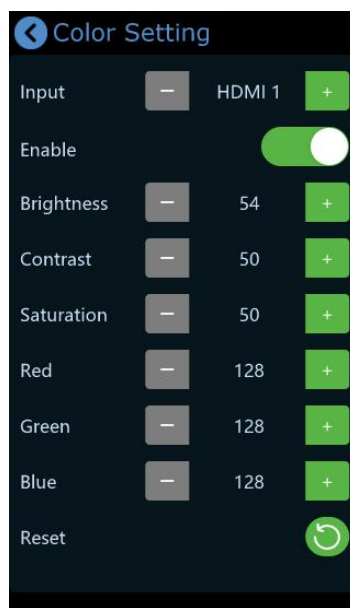 Color Setting
Input − HDMI 1 +
Enable
Brightness − 54 +
Contrast − 50 +
Saturation − 50 +
Red − 128 +
Green − 128 +
Blue − 128 +
Reset